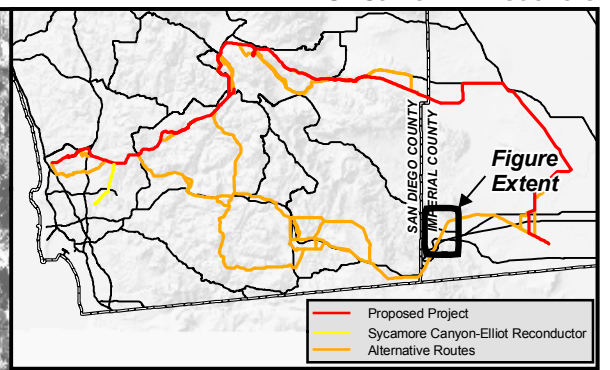 SAN DIEGO COUNTY
IMPERIAL COUNTY
Figure
Extent
Proposed Project
Sycamore Canyon-Elliot Reconductor
Alternative Routes